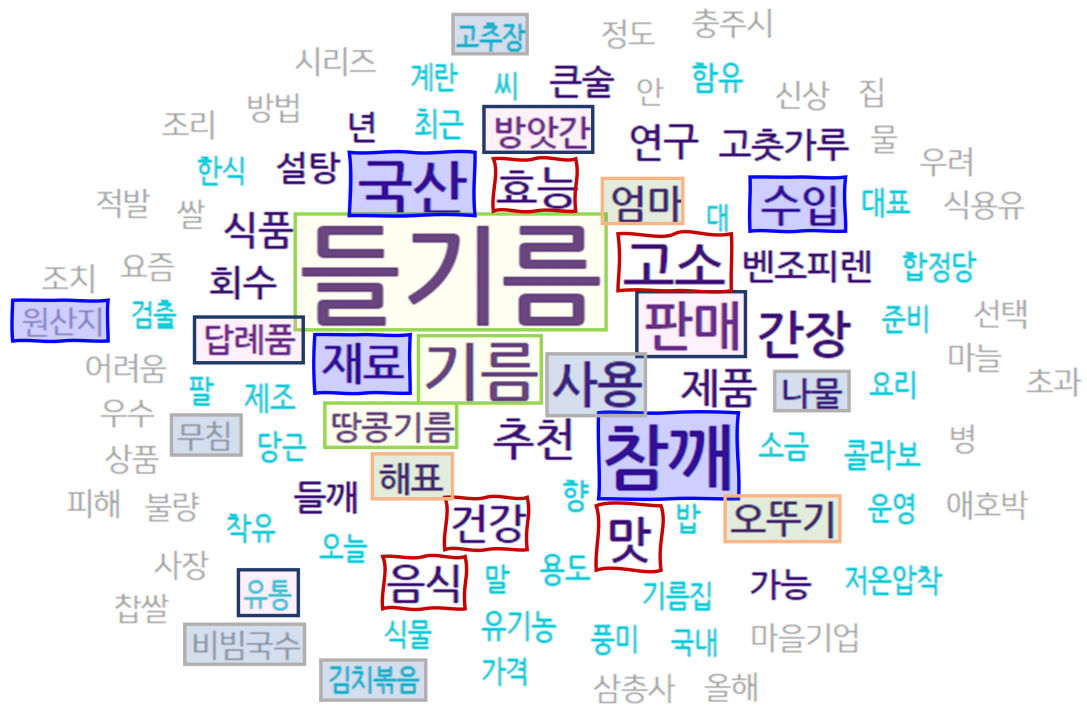 고추장 정도 충주시
시리즈 계란 씨 큰술 안 함유 신상 집
조리 방법 년 최근 방앗간 연구 고춧가루 물
한식 설탕 국산 효능 엄마 수입 대표 우려
적발 쌀 식품 들기름 대 식용유
조치 요즘 회수 고소 벤조피렌 합정당
원산지 검출 답례품 판매 간장 준비 선택
어려움 재료 기름 사용 제품 나물 요리 마늘
팔 제조 초과
우수 무침 당근 땅콩기름 추천 참깨 소금 콜라보 병
상품 해표
피해 불량 들깨 건강 향 맛 밥 오뚜기 운영 애호박
착유 오늘
사장 유통 음식 말 용도 기름집 가능 저온압착
찹쌀 비빔국수 식물 유기농 풍미 국내 마을기업
김치볶음 가격 삼총사 올해